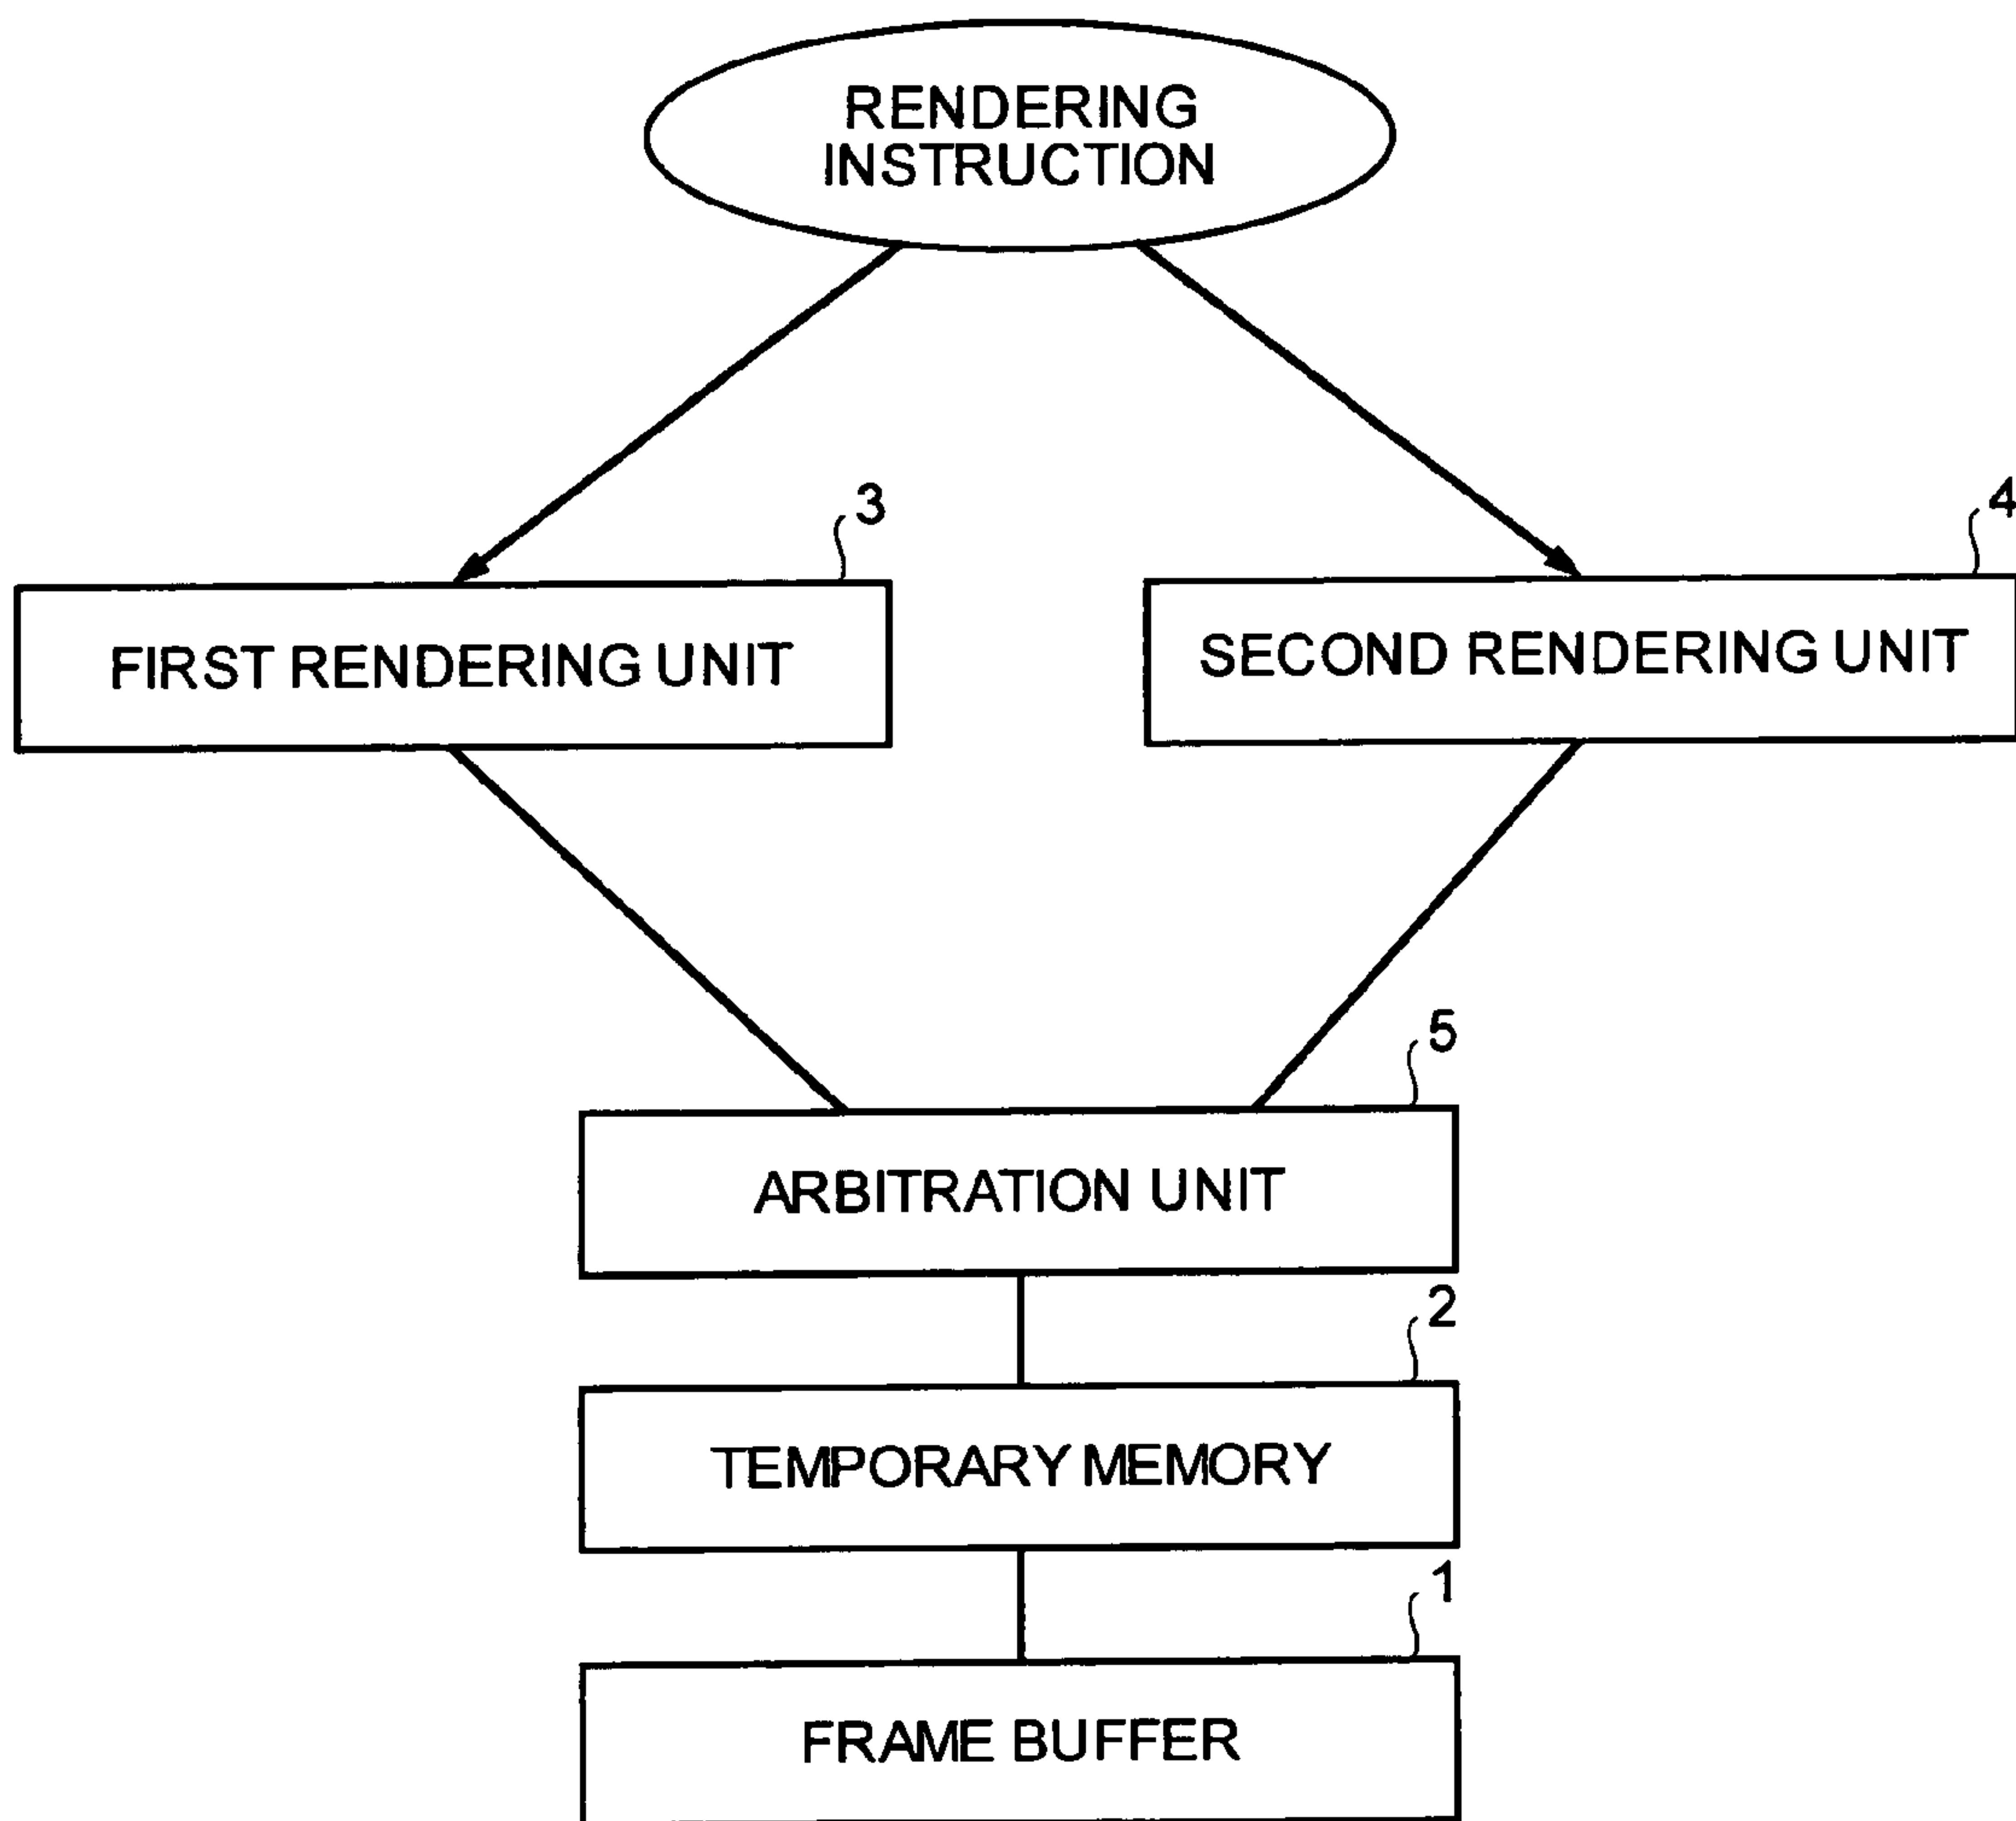 RENDERING
INSTRUCTION
3
4
FIRST RENDERING UNIT
SECOND RENDERING UNIT
5
ARBITRATION UNIT
2
TEMPORARY MEMORY
1
FRAME BUFFER